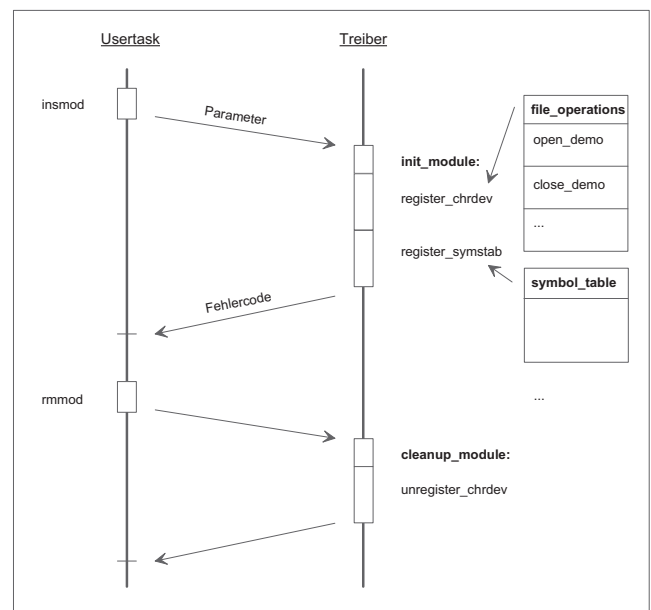 Usertask
Treiber
insmod
Parameter
file_operations
open_demo
init_module:
close_demo
register_chrdev
...
register_symstab
symbol_table
Fehlercode
rmmod
...
cleanup_module:
unregister_chrdev